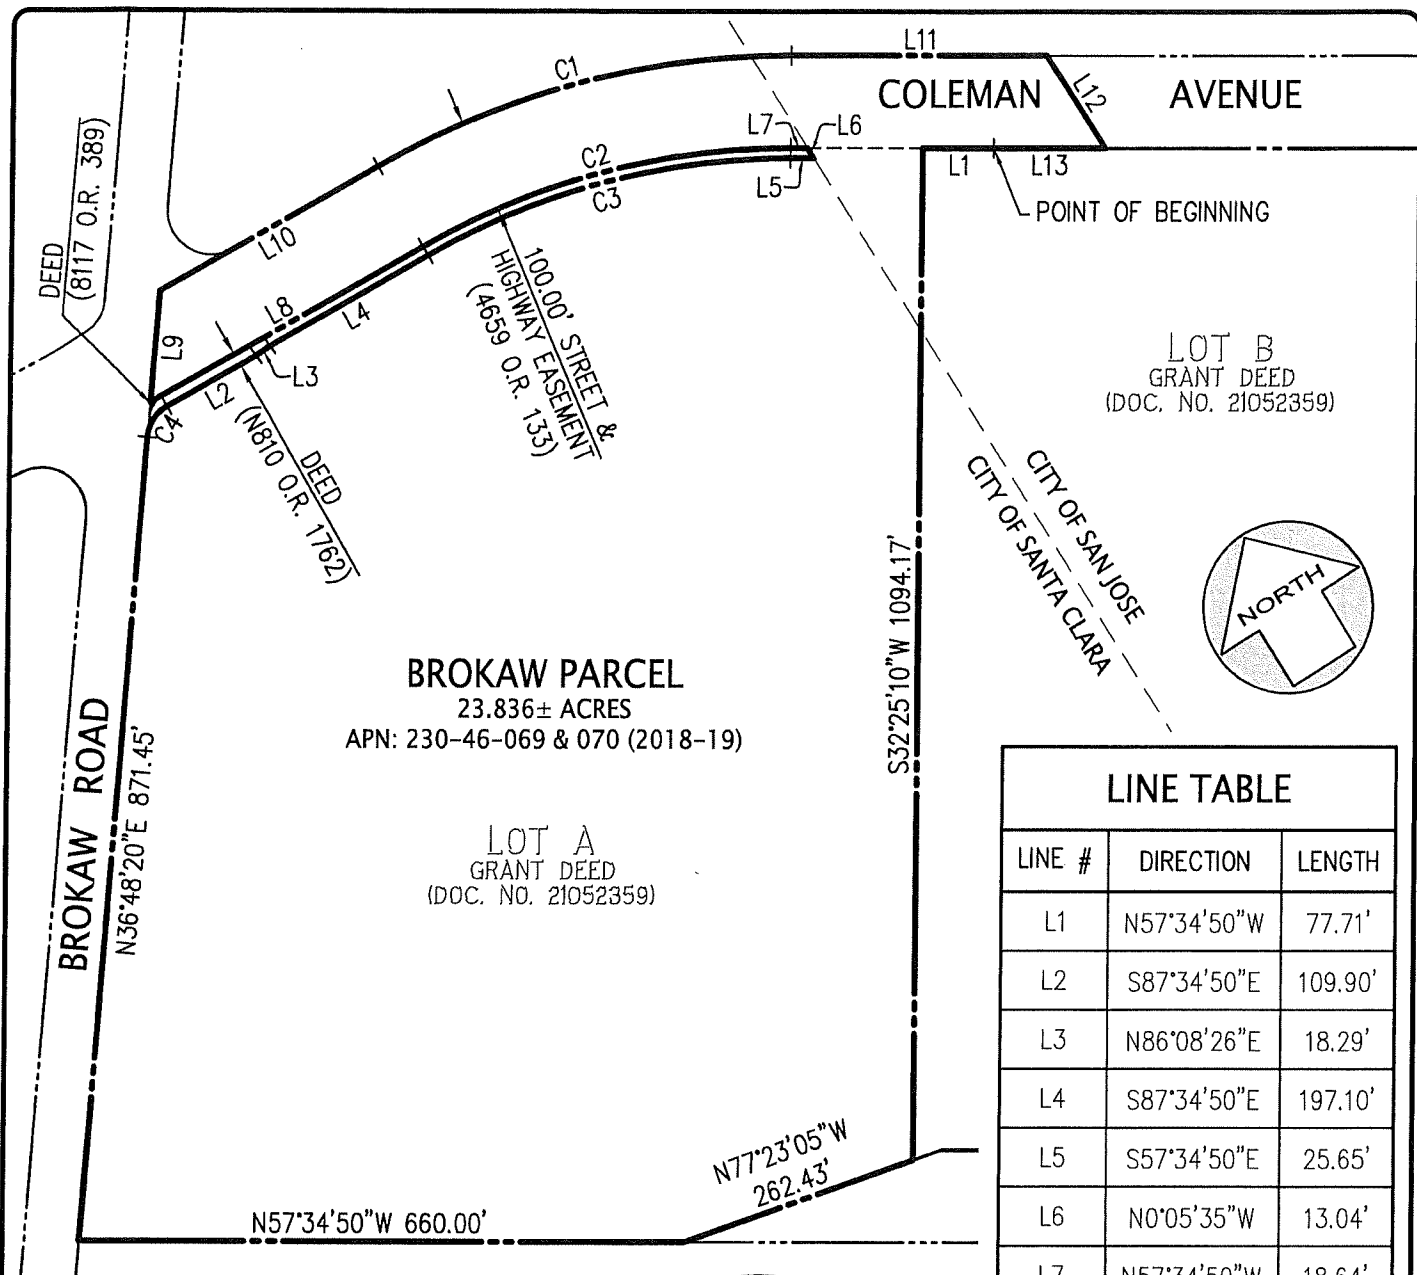 L11
C1
COLEMAN AVENUE
L12
L7
L6
C2
L5
L1
L13
C3
POINT OF BEGINNING
DEED
(8117 O.R. 389)
L10
L8
L4
L9
L3
L2
C4
100.00' STREET &
HIGHWAY EASEMENT
(4659 O.R. 133)
DEED
(N810 O.R. 1762)
LOT B
GRANT DEED
(DOC. NO. 21052359)
CITY OF SAN JOSE
CITY OF SANTA CLARA
NORTH
S32°25'10"W 1094.17'
BROKAW PARCEL
23.836± ACRES
APN: 230-46-069 & 070 (2018-19)
BROKAW ROAD
N36°48'20"E 871.45'
LOT A
GRANT DEED
(DOC. NO. 21052359)
N77°23'05"W
262.43'
N57°34'50"W 660.00'
LINE TABLE
LINE # DIRECTION LENGTH
L1 N57°34'50"W 77.71'
L2 S87°34'50"E 109.90'
L3 N86°08'26"E 18.29'
L4 S87°34'50"E 197.10'
L5 S57°34'50"E 25.65'
L6 N0°05'35"W 13.04'
L7 N57°34'50"W 18.64'